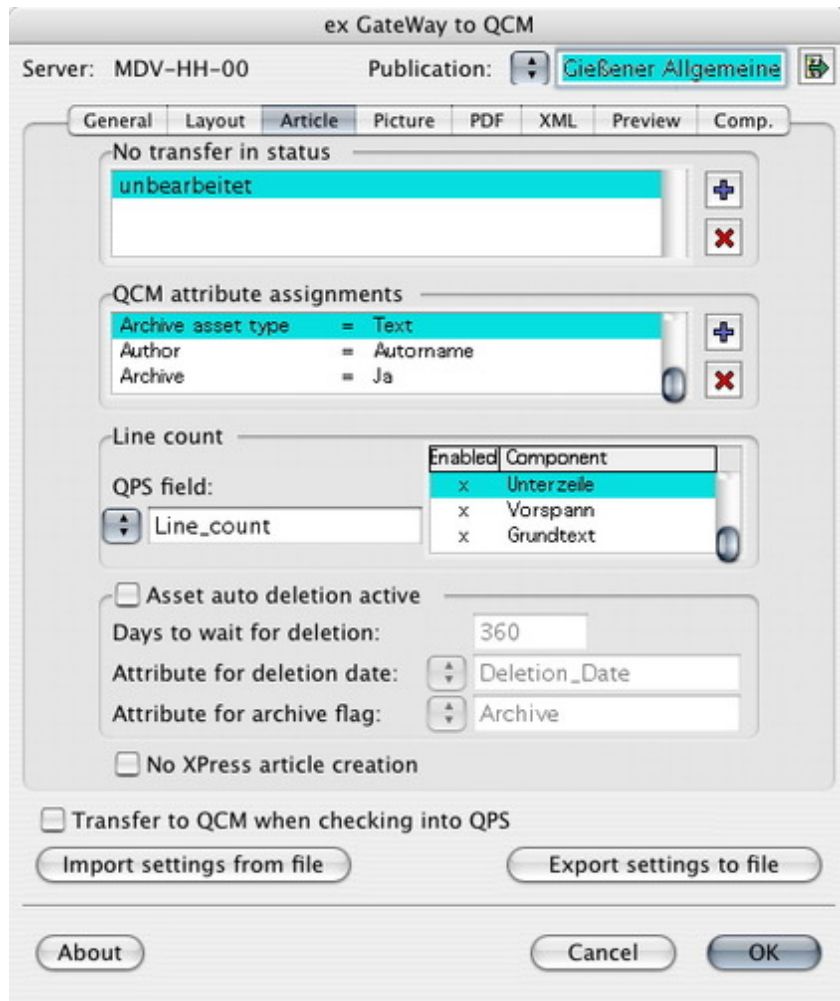 ex GateWay to QCM
Server: MDV-HH-00 Publication: Gießener Allgemeine
General Layout Article Picture PDF XML Preview Comp.
No transfer in status
unbearbeitet
QCM attribute assignments
Archive asset type = Text
Author = Autorname
Archive = Ja
Line count
Enabled Component
QPS field:
x Unterzeile
Line_count
x Vorspann
x Grundtext
Asset auto deletion active
Days to wait for deletion: 360
Attribute for deletion date: Deletion_Date
Attribute for archive flag: Archive
No XPress article creation
Transfer to QCM when checking into QPS
Import settings from file Export settings to file
About Cancel OK